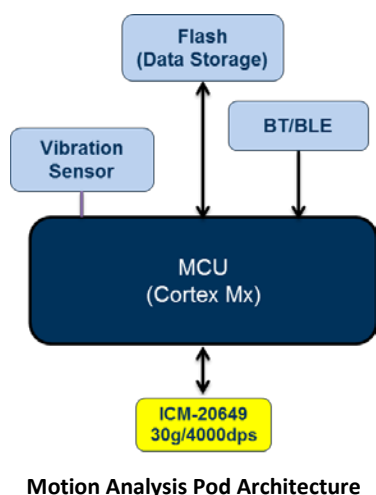 Flash
(Data Storage)
BT/BLE
Vibration
Sensor
MCU
(Cortex Mx)
ICM-20649
30g/4000dps
Motion Analysis Pod Architecture